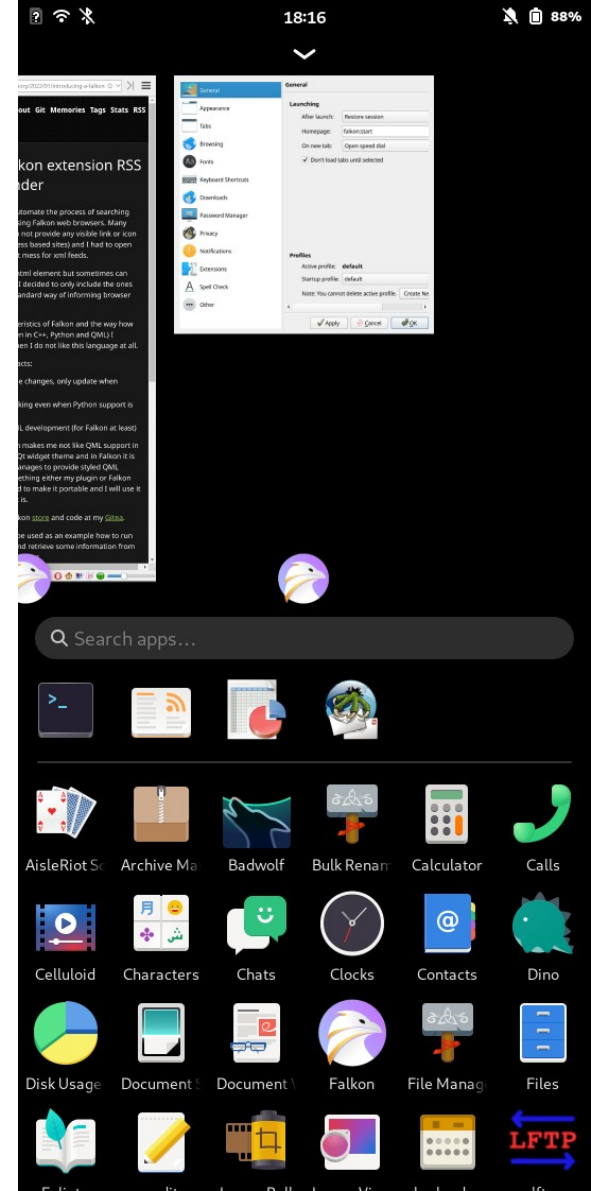 18:16
88%
out Git Memories Tags Stats RSS
kon extension RSS
der
utomate the process of searching
sing Falkon web browsers. Many
not provide any visible link or icon
ess based sites) and I had to open
t mess for xml feeds.
html element but sometimes can
I decided to only include the ones
andard way of informing browser
eristics of Falkon and the way how
n in C++, Python and QML) I
en I do not like this language at all.
acts:
e changes, only update when
king even when Python support is
L development (for Falkon at least)
n makes me not like QML support in
Qt widget theme and in Falkon it is
anages to provide styled QML
ething either my plugin or Falkon
d to make it portable and I will use it
is.
kon store and code at my Gitea.
be used as an example how to run
nd retrieve some information from
General
Appearance
Tabs
Browsing
Fonts
Keyboard Shortcuts
Downloads
Password Manager
Privacy
Notifications
Extensions
Spell Check
Other
General
Launching
After launch: Restore session
Homepage: falkon:start
On new tab: Open speed dial
Don't load tabs until selected
Profiles
Active profile: default
Startup profile: default
Note: You cannot delete active profile. Create Ne
Apply Cancel OK
Search apps...
AisleRiot So Archive Ma Badwolf Bulk Renam Calculator Calls
Celluloid Characters Chats Clocks Contacts Dino
Disk Usage Document S Document V Falkon File Manag Files
LFTP